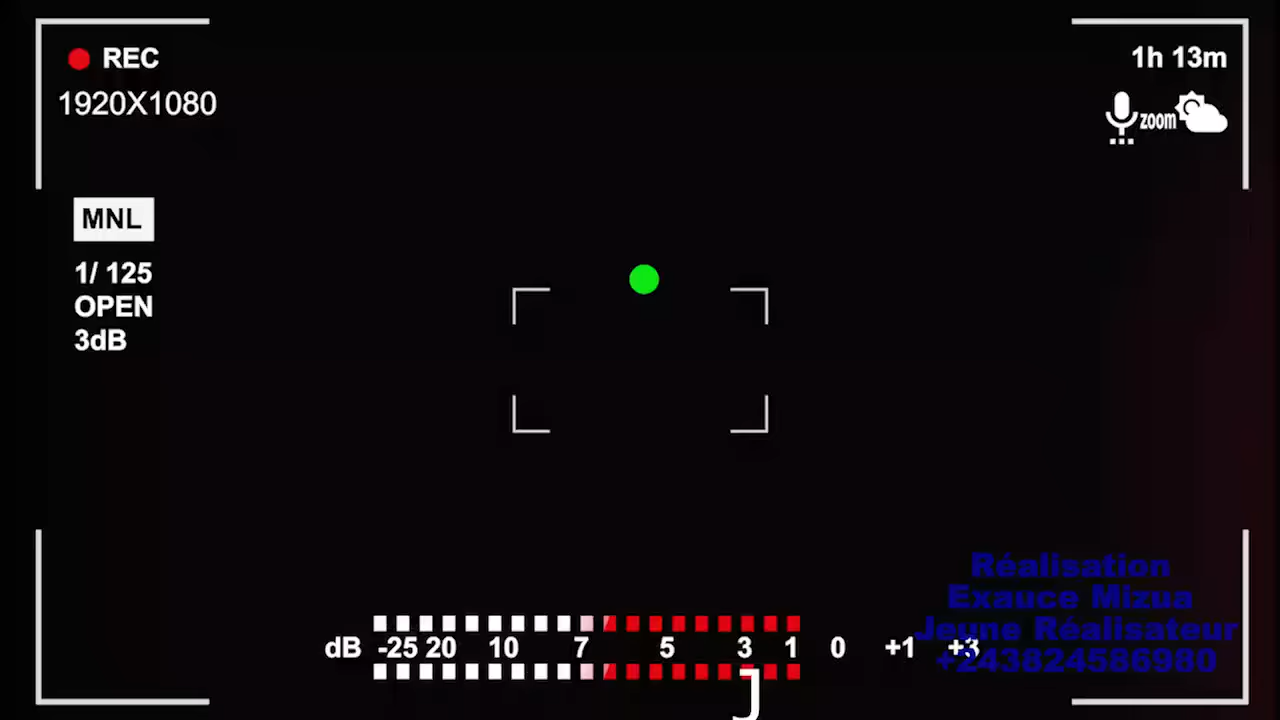 REC
1h 13m
1920X1080
zoom
MNL
1/ 125
OPEN
3dB
Réalisation
Exauce Mizua
Jeune Réalisateur
+243824586980
dB -25 20 10 7 5 3 1 0 +1 +3
J